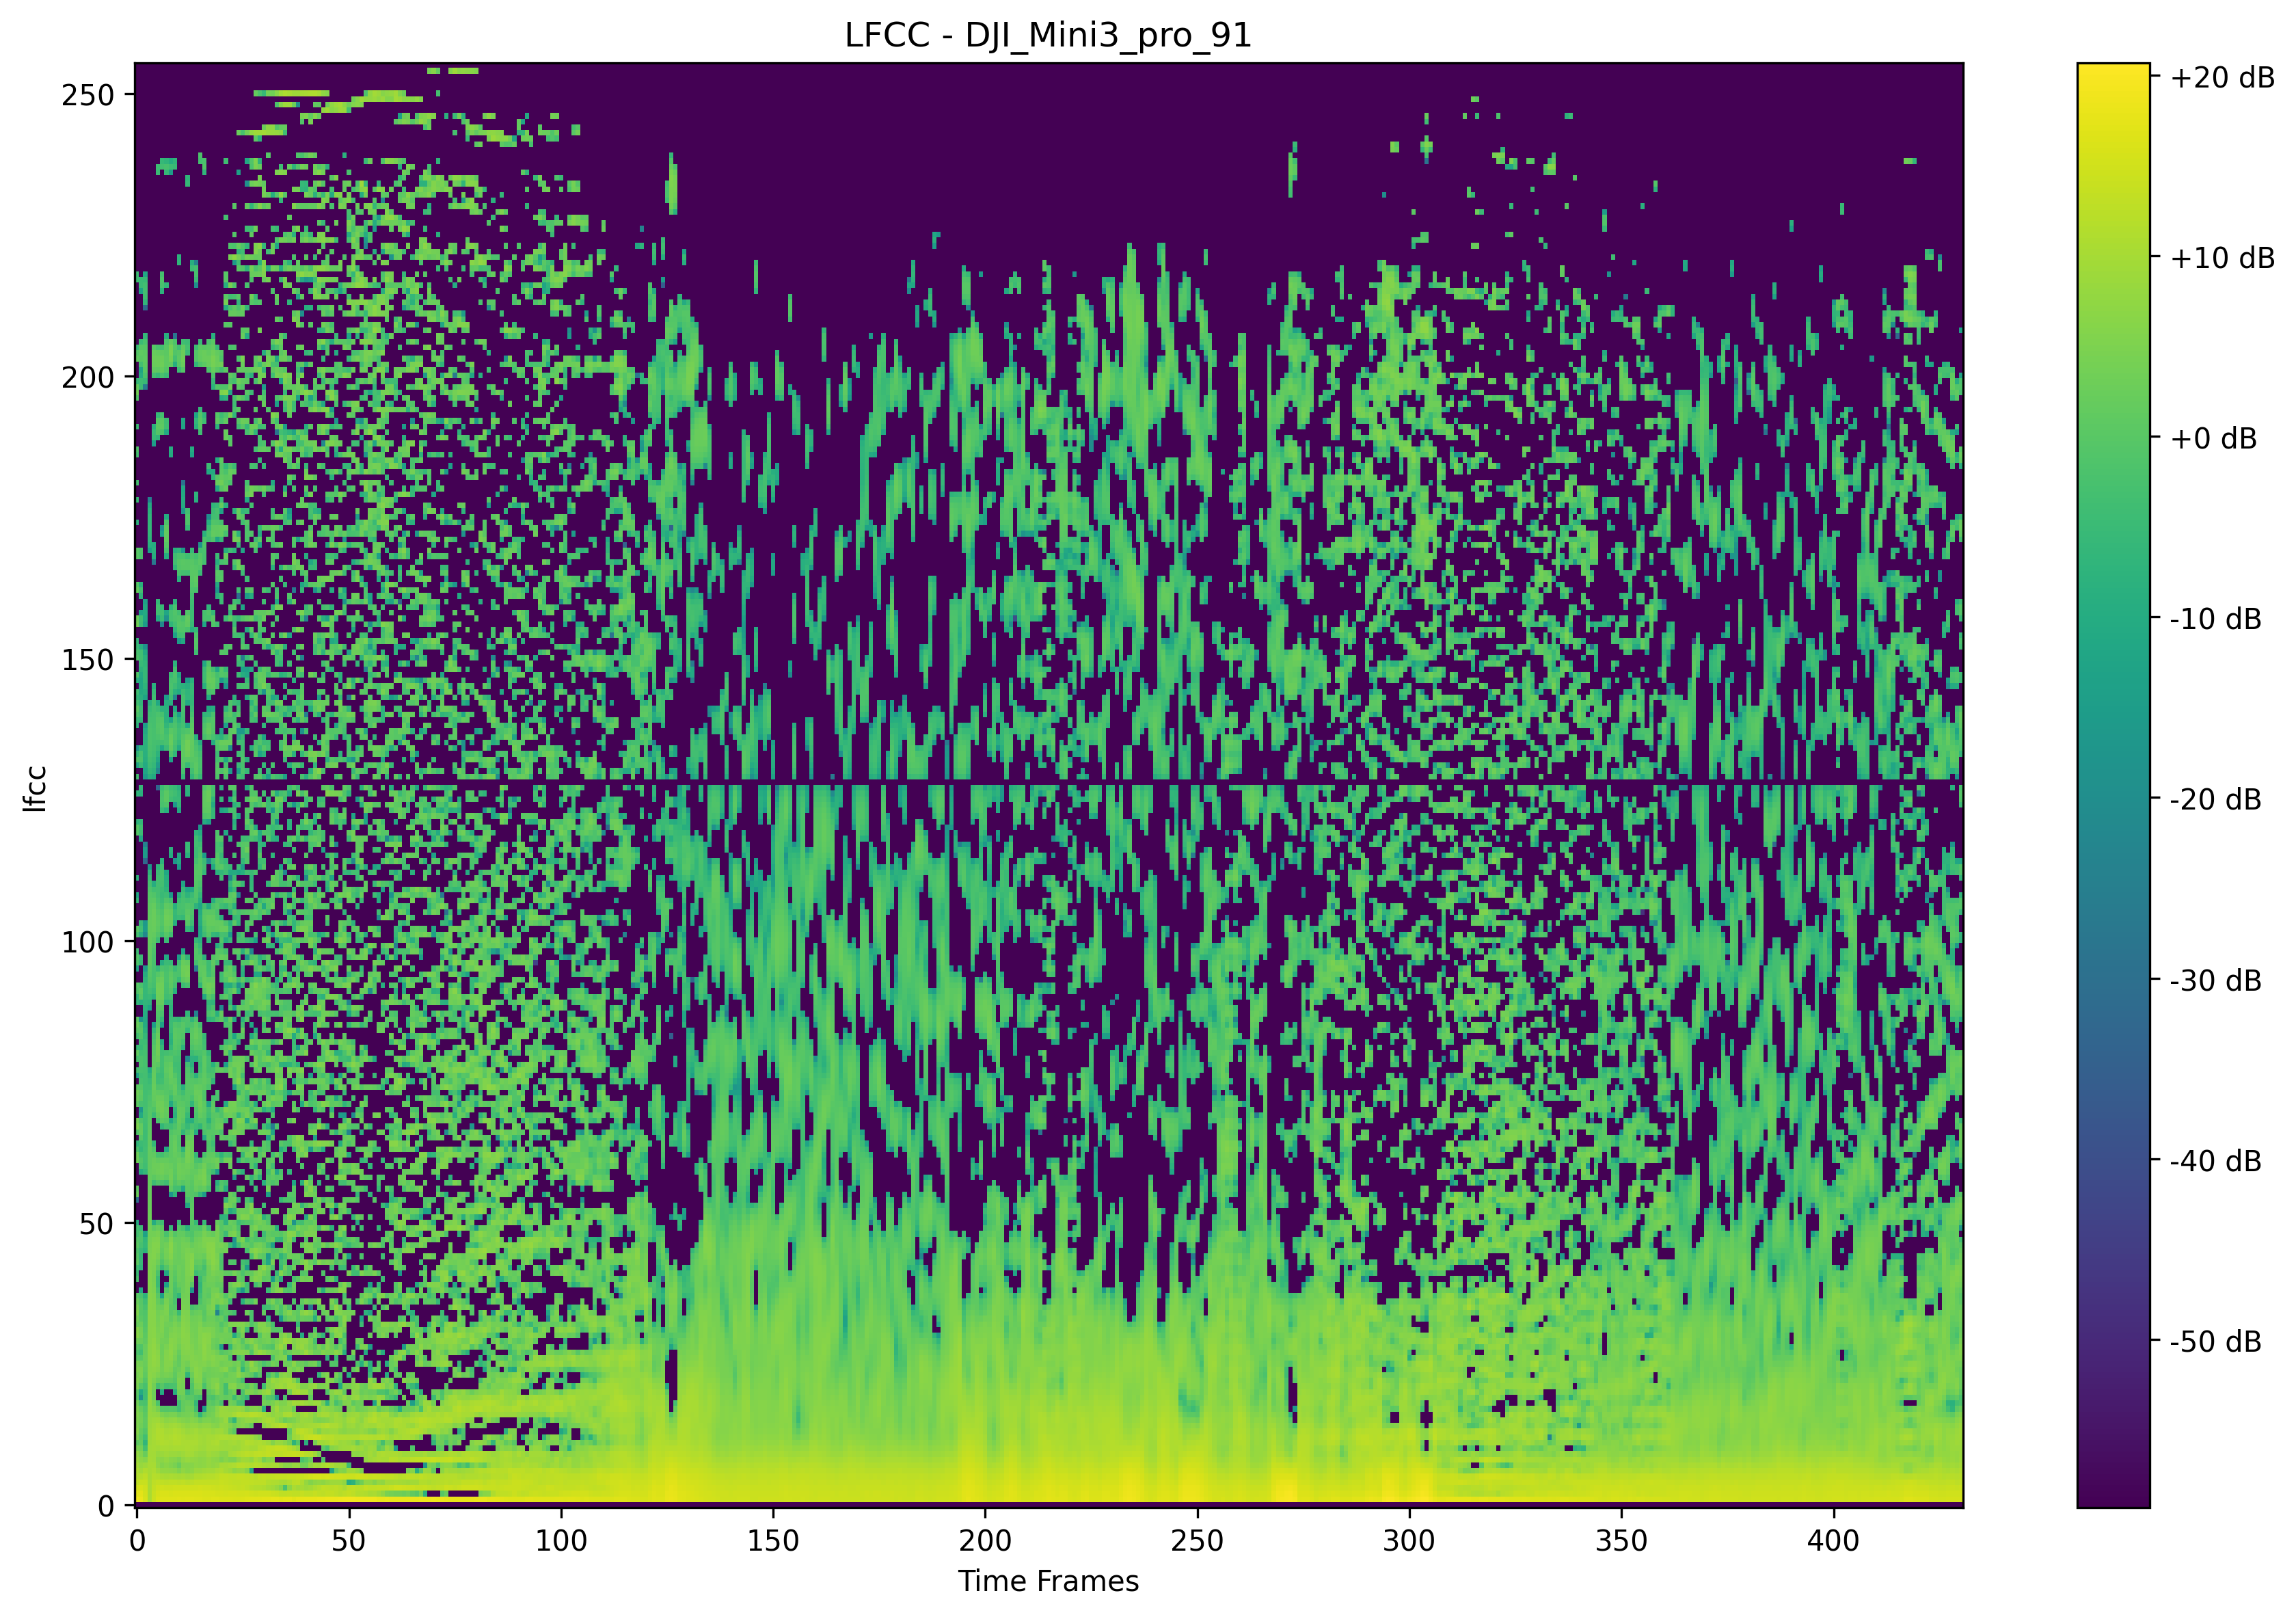 LFCC - DJI_Mini3_pro_91
250
200
150
100
50
0
lfcc
0 50 100 150 200 250 300 350 400
Time Frames
+20 dB
+10 dB
+0 dB
-10 dB
-20 dB
-30 dB
-40 dB
-50 dB